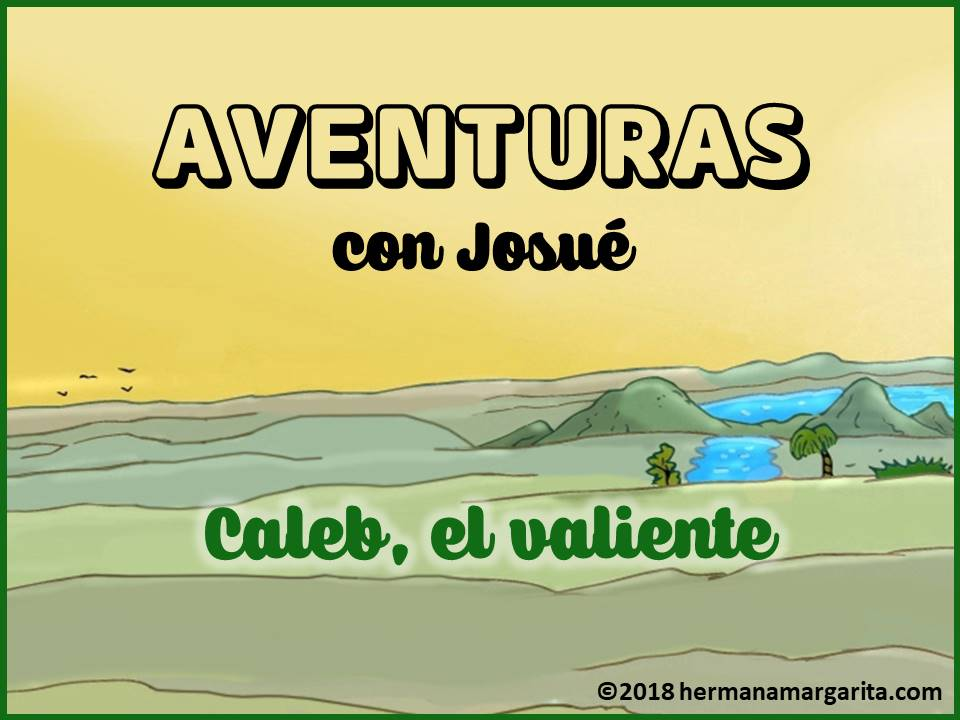 AVENTURAS
con Josué
Caleb, el valiente
©2018 hermanamargarita.com